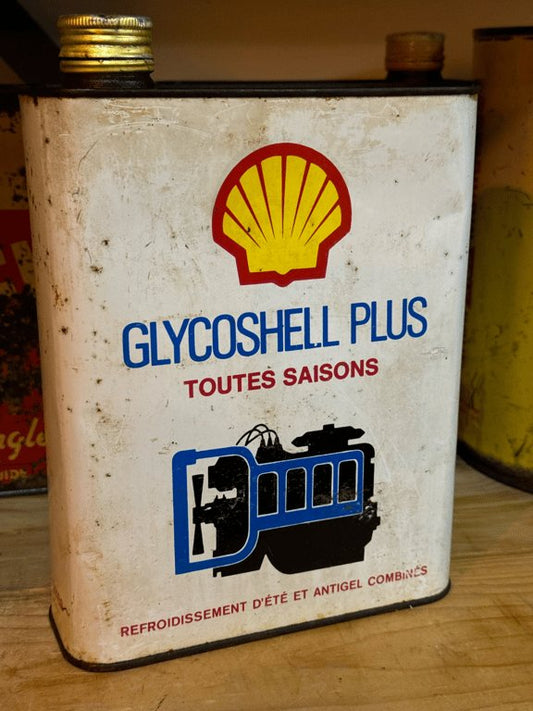 GLYCOSHELL PLUS
TOUTES SAISONS
REFROIDISSEMENT D'ÉTÉ ET ANTIGEL COMBINÉS